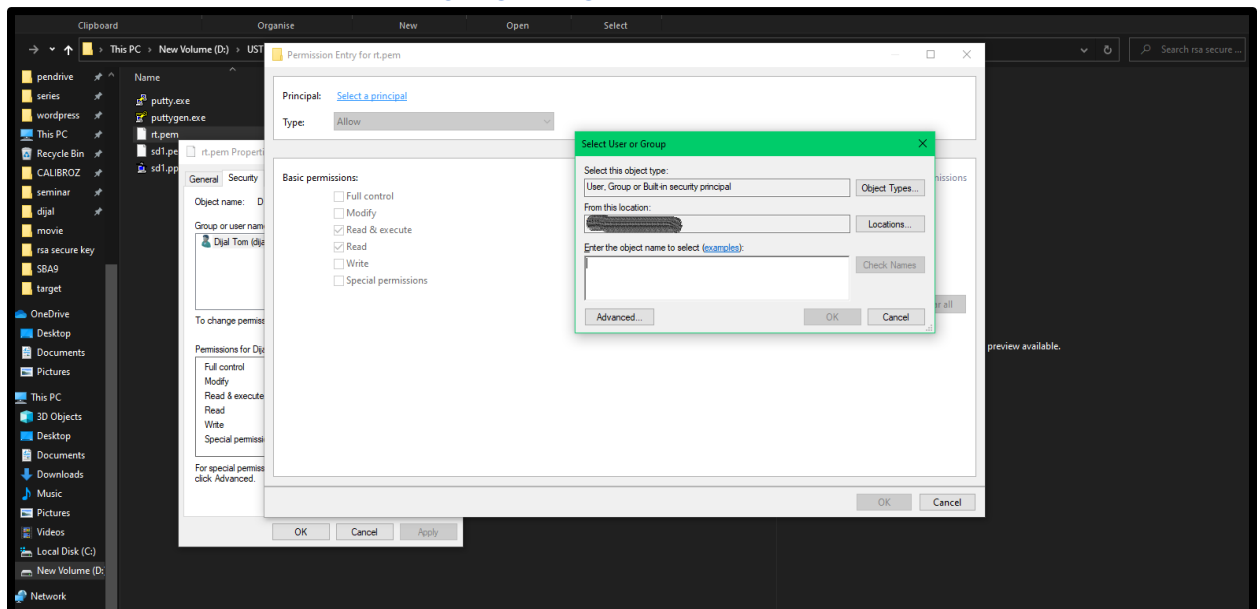 Clipboard
Organise
New
Open
Select
This PC > New Volume (D:) > UST
Search rsa secure ...
pendrive
series
wordpress
This PC
Recycle Bin
CALIBROZ
seminar
dijal
movie
rsa secure key
SBA9
target
OneDrive
Desktop
Documents
Pictures
This PC
3D Objects
Desktop
Documents
Downloads
Music
Pictures
Videos
Local Disk (C:)
New Volume (D:
Network
Name
putty.exe
puttygen.exe
rt.pem
sd1.pe
sd1.pp
rt.pem Properti
General Security
Object name: D
Group or user nam
Dijal Tom (dija
To change permiss
Permissions for Dija
Full control
Modify
Read & execute
Read
Write
Special permissi
For special permiss
click Advanced.
OK Cancel Apply
Permission Entry for rt.pem
Principal: Select a principal
Type: Allow
Basic permissions:
Full control
Modify
Read & execute
Read
Write
Special permissions
nissions
ar all
OK Cancel
Select User or Group
Select this object type:
User, Group or Built-in security principal
Object Types...
From this location:
Locations...
Enter the object name to select (examples):
Check Names
Advanced...
OK Cancel
preview available.